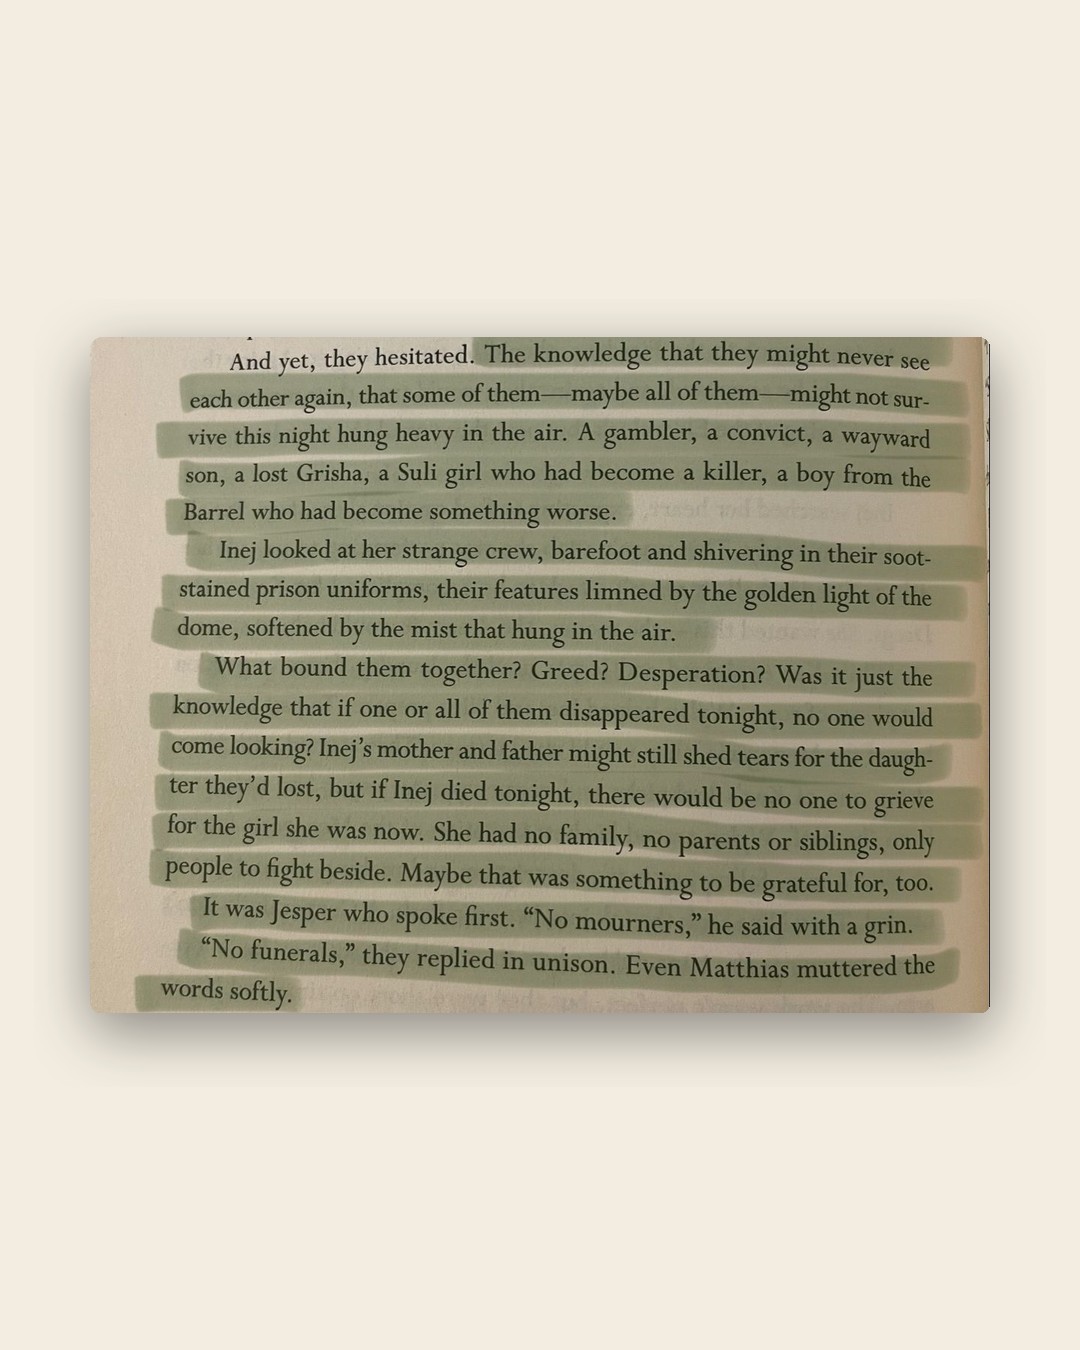 And yet, they hesitated. The knowledge that they might never see
each other again, that some of them—maybe all of them—might not sur-
vive this night hung heavy in the air. A gambler, a convict, a wayward
son, a lost Grisha, a Suli girl who had become a killer, a boy from the
Barrel who had become something worse.
Inej looked at her strange crew, barefoot and shivering in their soot-
stained prison uniforms, their features limned by the golden light of the
dome, softened by the mist that hung in the air.
What bound them together? Greed? Desperation? Was it just the
knowledge that if one or all of them disappeared tonight, no one would
come looking? Inej’s mother and father might still shed tears for the daugh-
ter they’d lost, but if Inej died tonight, there would be no one to grieve
for the girl she was now. She had no family, no parents or siblings, only
people to fight beside. Maybe that was something to be grateful for, too.
It was Jesper who spoke first. “No mourners,” he said with a grin.
“No funerals,” they replied in unison. Even Matthias muttered the
words softly.